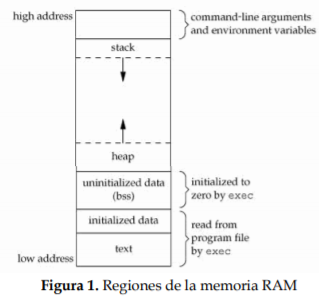 high address
command-line arguments
and environment variables
stack
heap
uninitialized data
(bss)
initialized to
zero by exec
initialized data
read from
program file
by exec
text
low address
Figura 1. Regiones de la memoria RAM